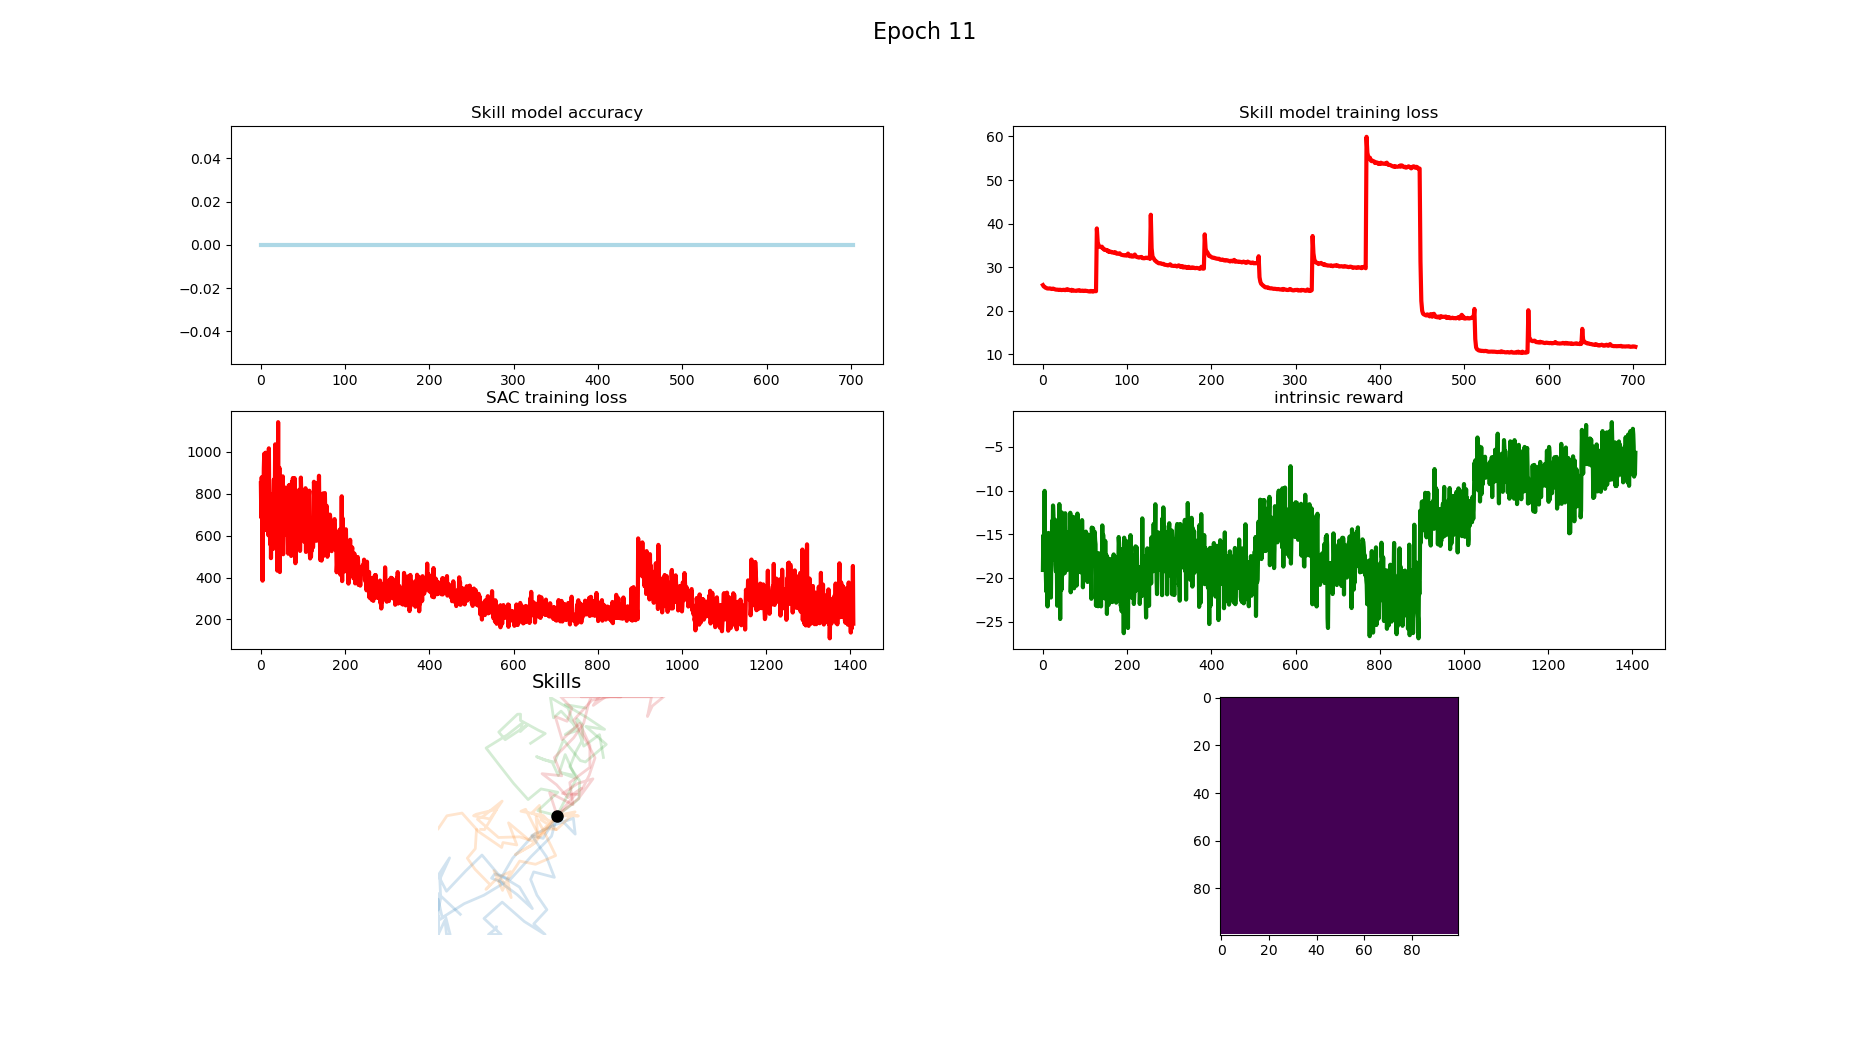 Epoch 11
Skill model accuracy
0.04
0.02
0.00
−0.02
−0.04
0 100 200 300 400 500 600 700
Skill model training loss
60
50
40
30
20
10
0 100 200 300 400 500 600 700
SAC training loss
1000
800
600
400
200
0 200 400 600 800 1000 1200 1400
intrinsic reward
−5
−10
−15
−20
−25
0 200 400 600 800 1000 1200 1400
Skills
0
20
40
60
80
0 20 40 60 80